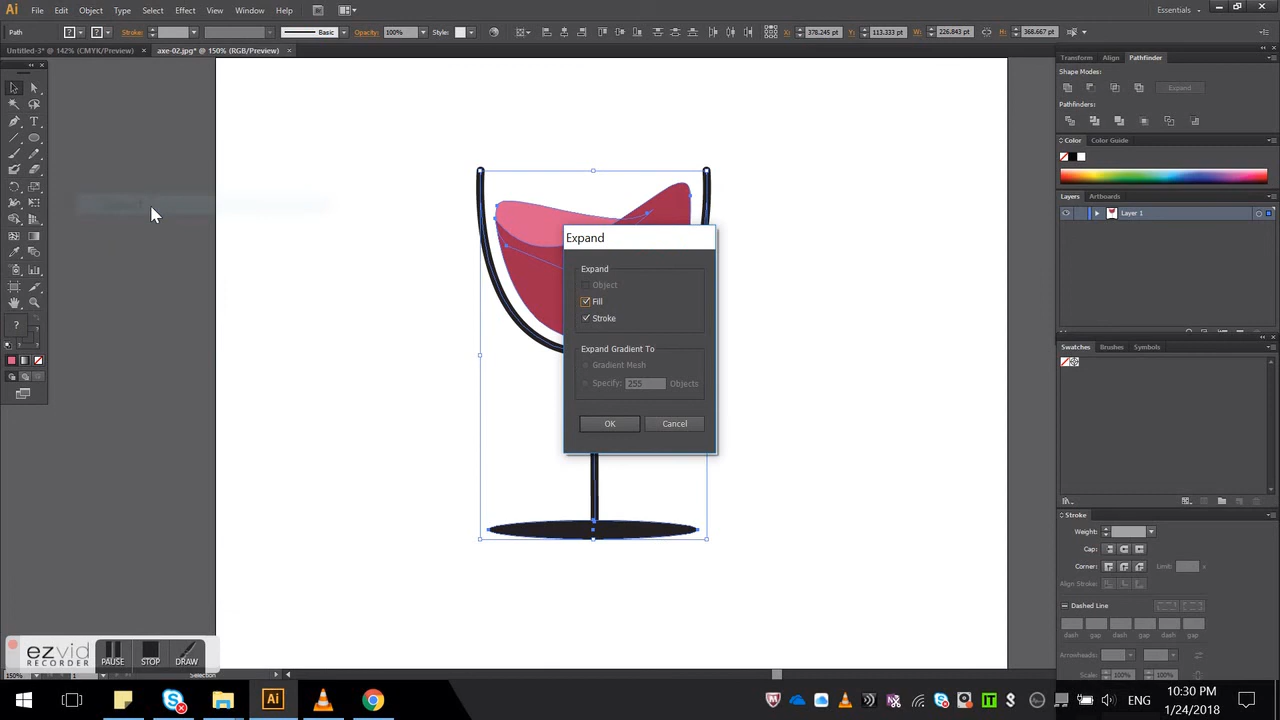 Ai File Edit Object Type Select Effect View Window Help Br Essentials
Path ? ? Stroke: Basic Opacity: 100% Style: X: 378.245 pt Y: 113.333 pt W: 226.843 pt H: 368.667 pt
Untitled-3* @ 142% (CMYK/Preview) × axe-02.jpg* @ 150% (RGB/Preview) ×
Transform Align Pathfinder
Shape Modes:
Expand
Pathfinders:
Color Color Guide
Layers Artboards
Layer 1
Expand
Expand
Object
Fill
Stroke
Expand Gradient To
Gradient Mesh
Specify: 255 Objects
OK Cancel
?
Swatches Brushes Symbols
Stroke
Weight:
Cap:
Corner: Limit: x
Align Stroke:
Dashed Line
dash gap dash gap dash gap
Arrowheads:
Scale: 100% 100%
ezvid
RECORDER
PAUSE STOP DRAW
150% 1 Selection
Ai ENG 10:30 PM
1/24/2018